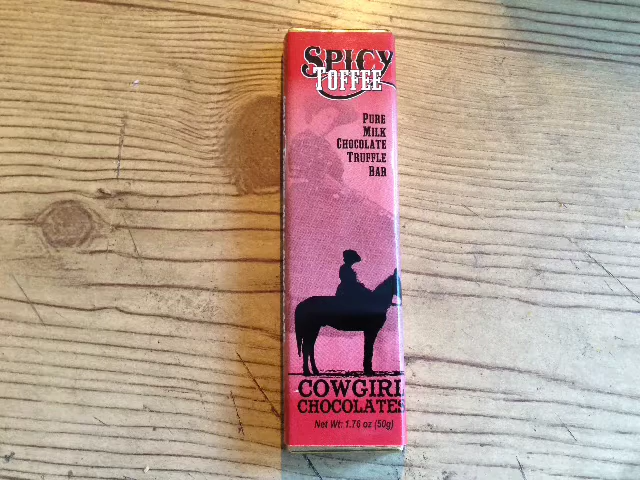 SPICY
TOFFEE
PURE
MILK
CHOCOLATE
TRUFFLE
BAR
COWGIRL
CHOCOLATES
Net Wt: 1.76 oz (50g)